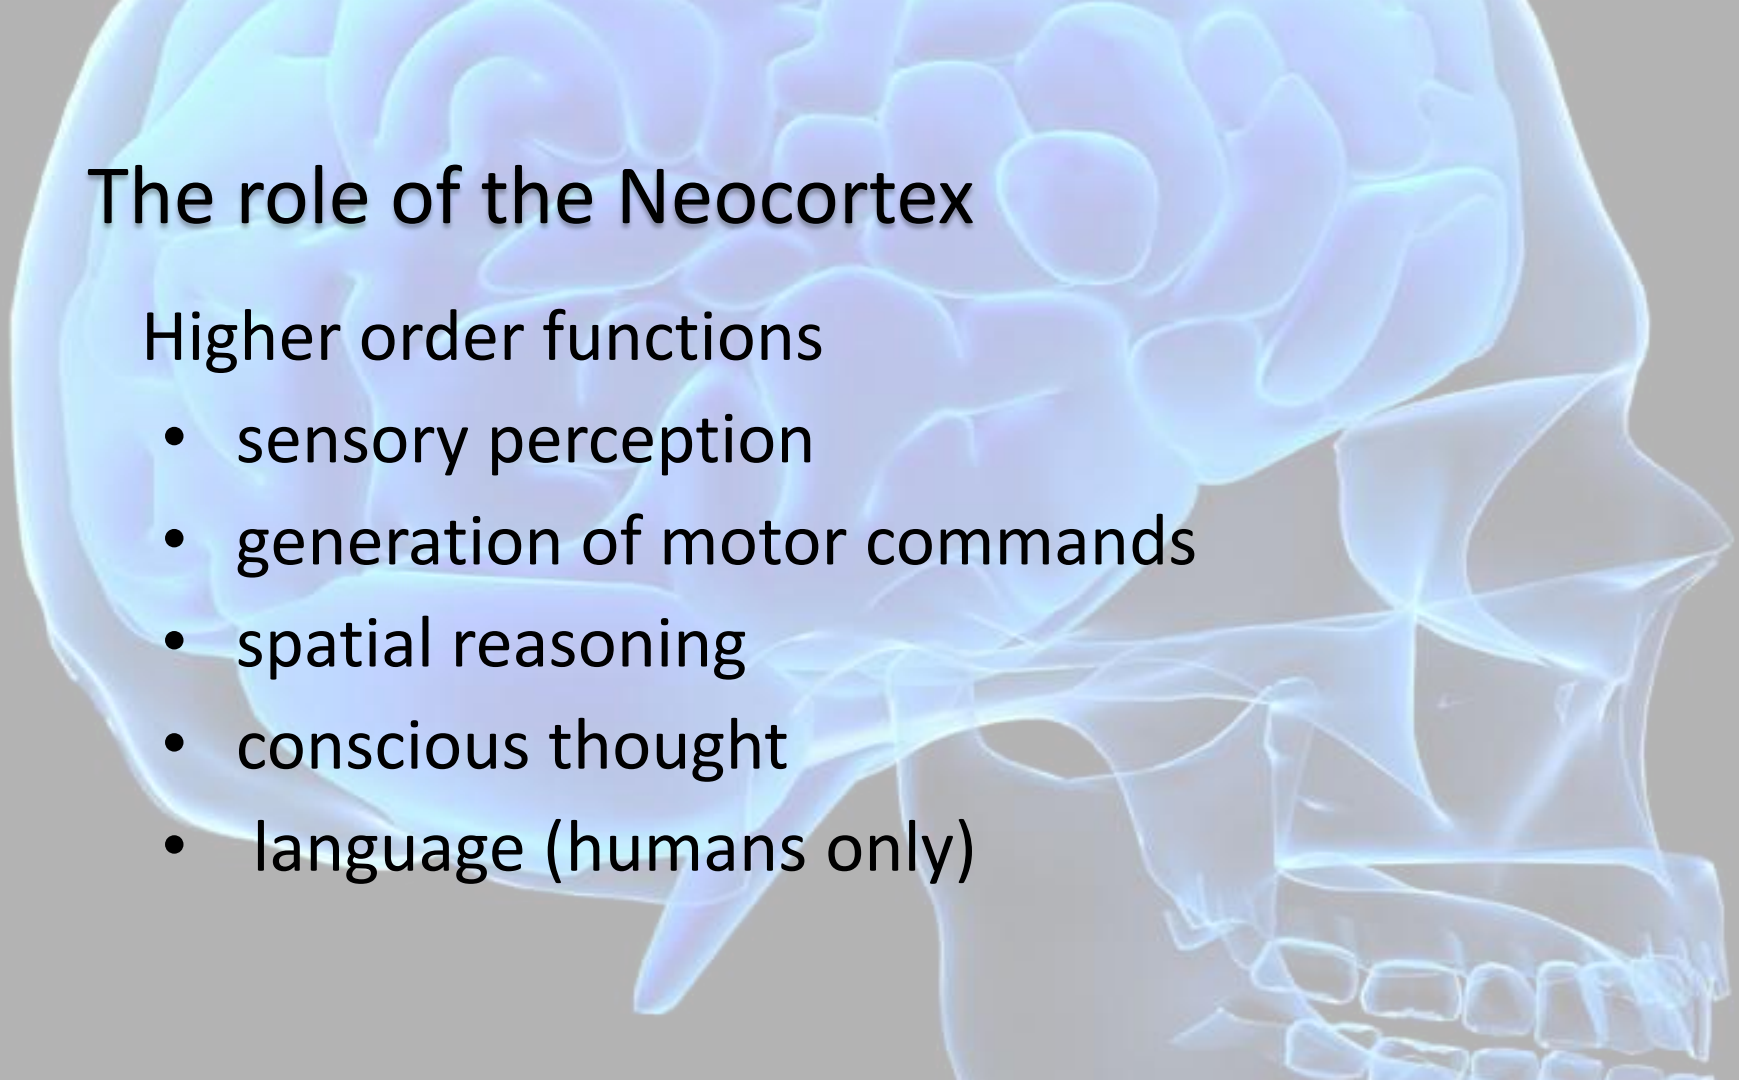 The role of the Neocortex
Higher order functions
• sensory perception
• generation of motor commands
• spatial reasoning
• conscious thought
• language (humans only)